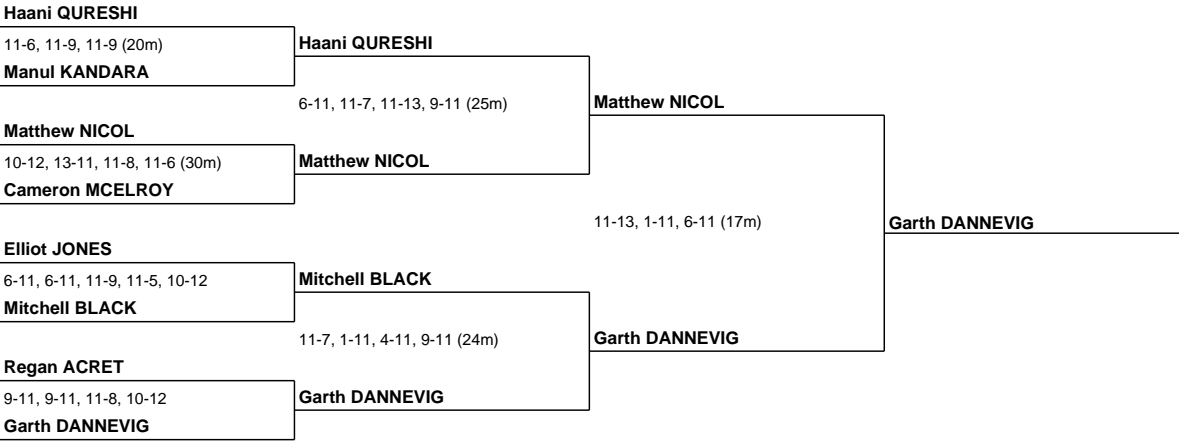 Haani QURESHI
11-6, 11-9, 11-9 (20m)
Manul KANDARA
Matthew NICOL
10-12, 13-11, 11-8, 11-6 (30m)
Cameron MCELROY
Elliot JONES
6-11, 6-11, 11-9, 11-5, 10-12
Mitchell BLACK
Regan ACRET
9-11, 9-11, 11-8, 10-12
Garth DANNEVIG
Haani QURESHI
6-11, 11-7, 11-13, 9-11 (25m)
Matthew NICOL
Mitchell BLACK
11-7, 1-11, 4-11, 9-11 (24m)
Garth DANNEVIG
Matthew NICOL
11-13, 1-11, 6-11 (17m)
Garth DANNEVIG
Garth DANNEVIG